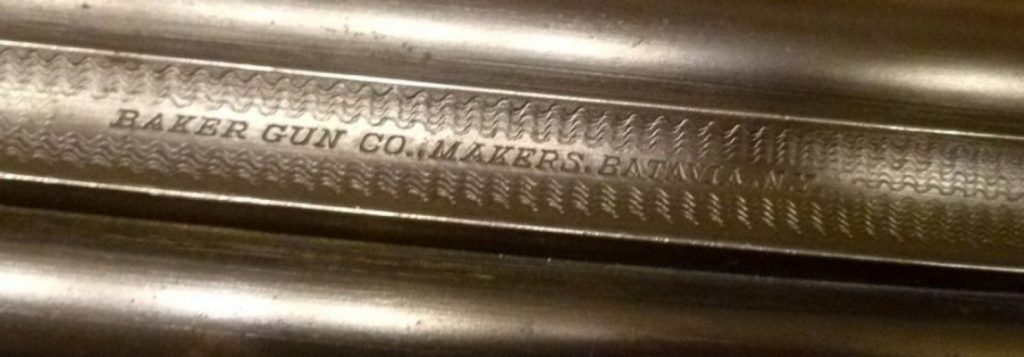 BAKER GUN CO., MAKERS, BATAVIA, N.Y.